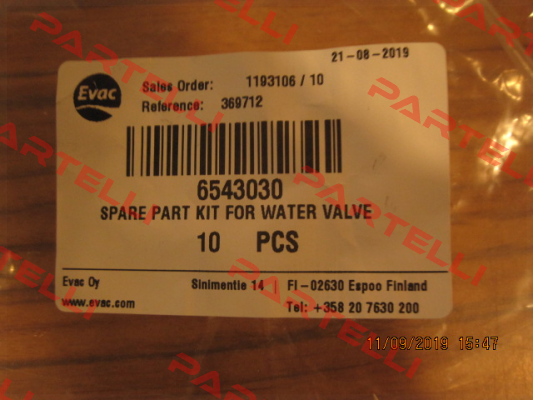 21-08-2019
Evac
Sales Order: 1193106 / 10
Reference: 369712
6543030
SPARE PART KIT FOR WATER VALVE
10 PCS
Evac Oy
Sinimentie 14 | FI-02630 Espoo Finland
www.evac.com
Tel: +358 20 7630 200
11/09/2019 15:47
PARTELLI
PARTELLI
PARTELLI
PARTELLI
PARTELLI
PARTELLI